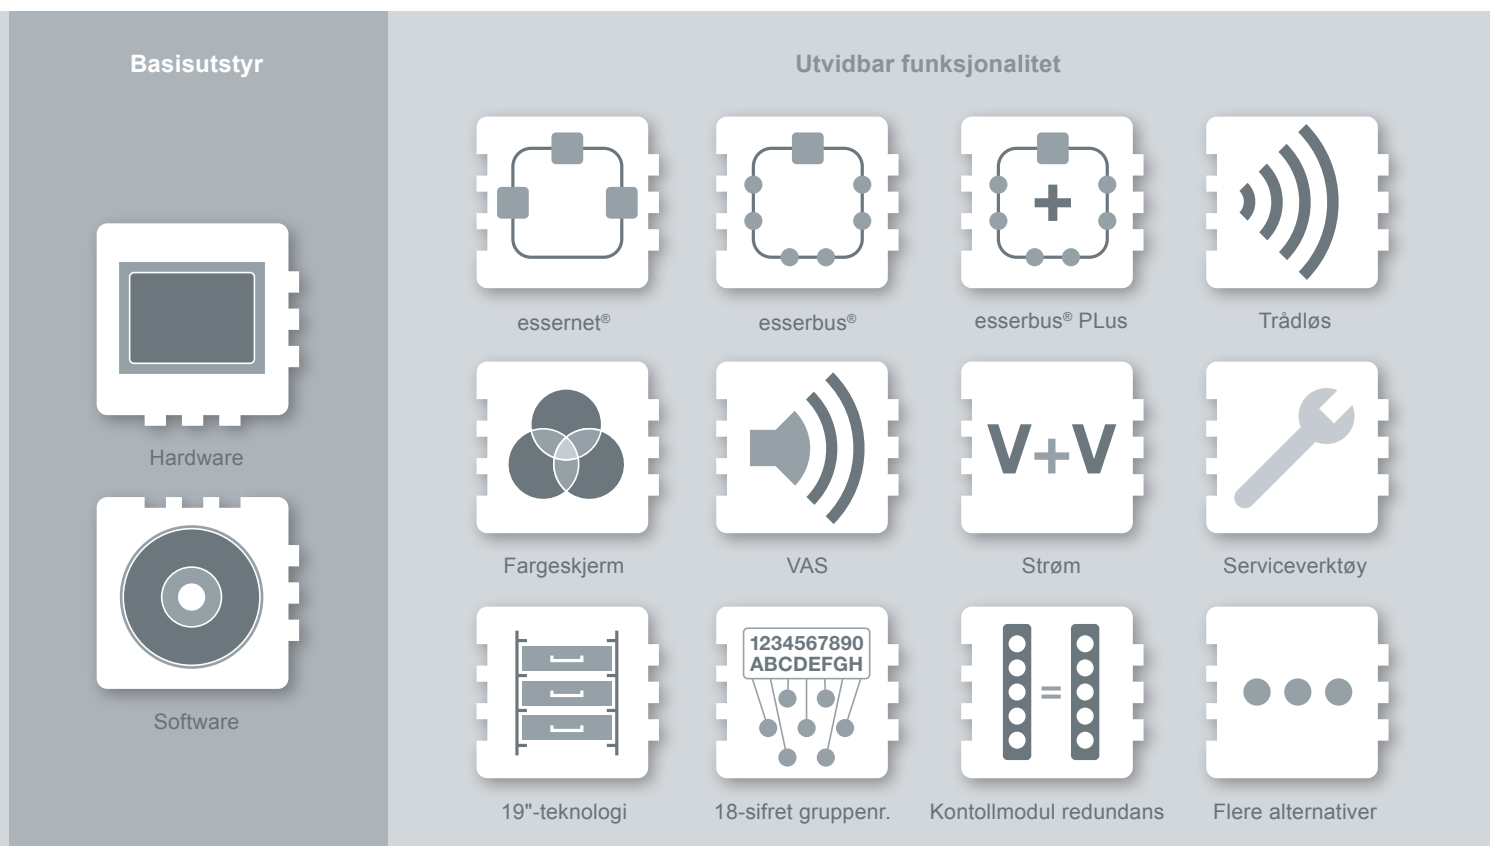 Basisutstyr
Utvidbar funksjonalitet
essernet®
esserbus®
esserbus® PLus
Trådløs
Hardware
V+V
Fargeskjerm
VAS
Strøm
Serviceverktøy
1234567890
ABCDEFGH
=
Software
19"-teknologi
18-sifret gruppenr.
Kontollmodul redundans
Flere alternativer